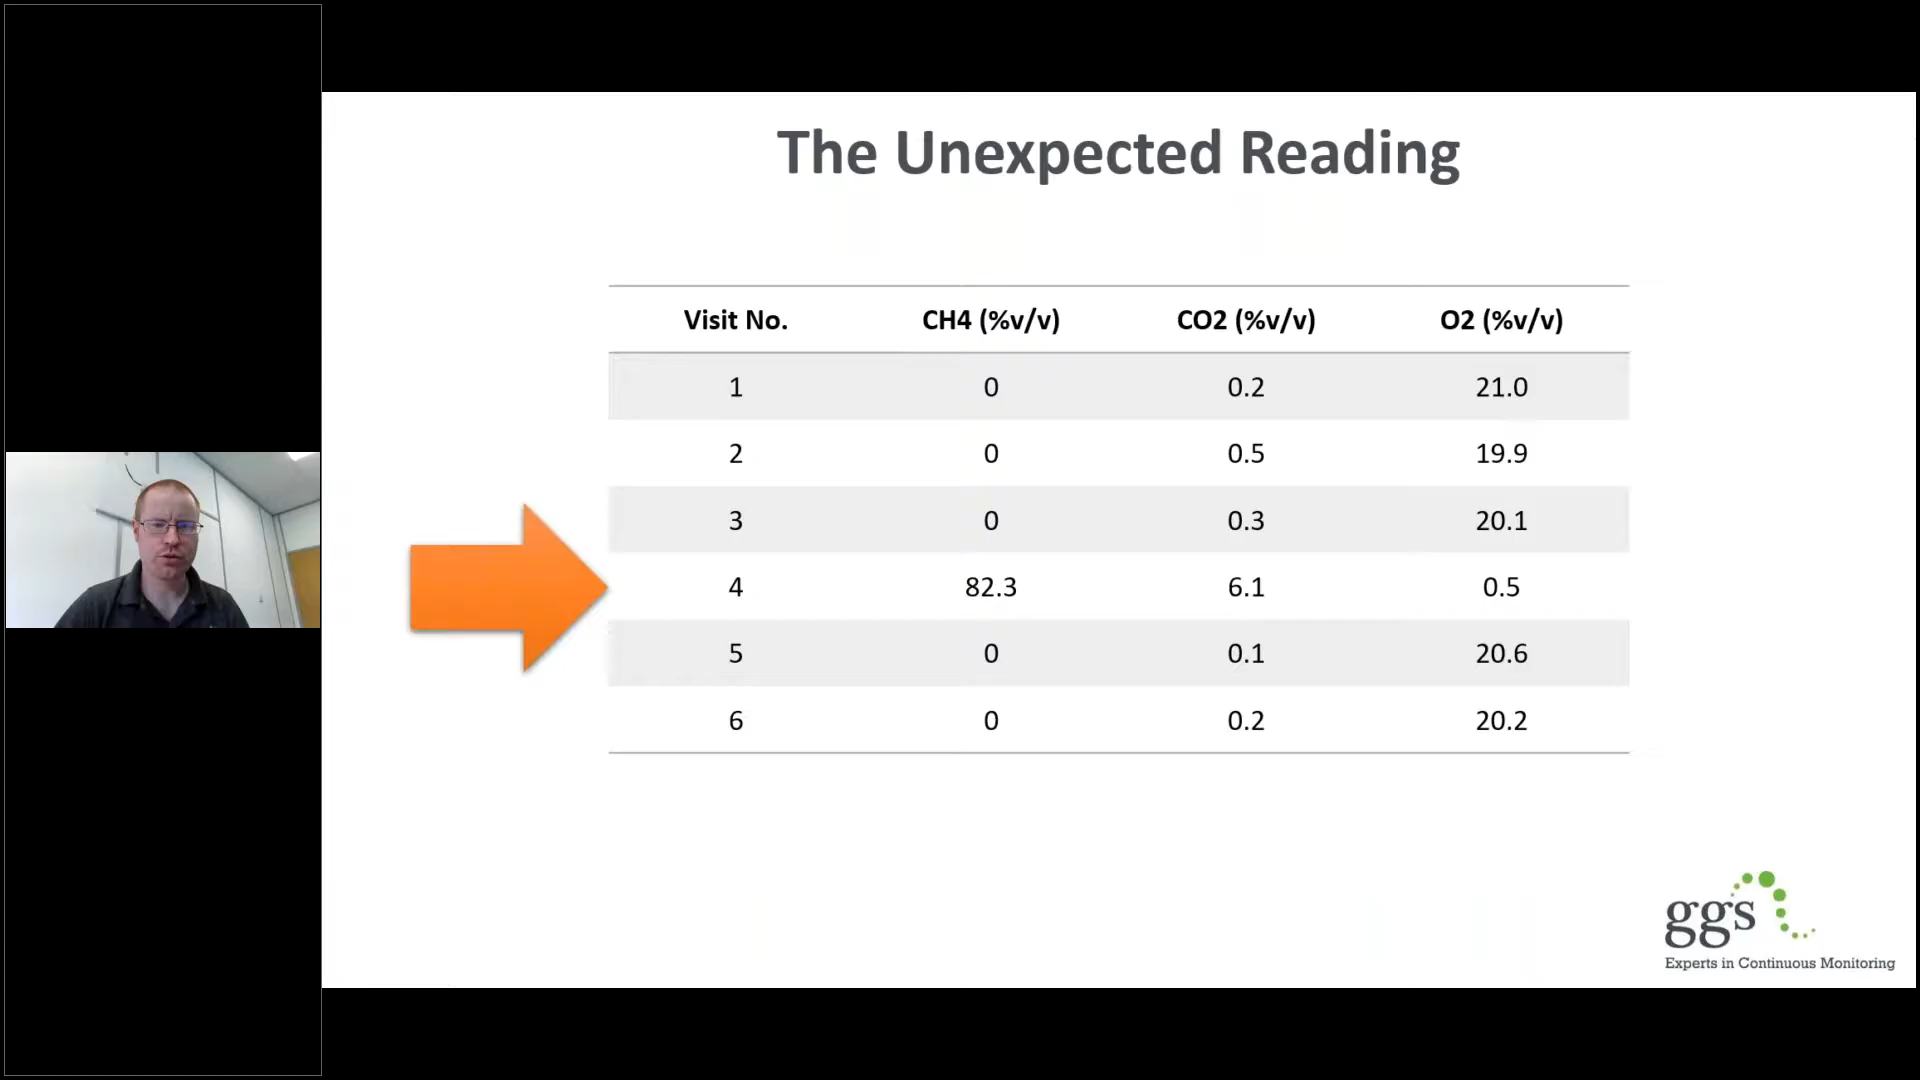 The Unexpected Reading
Visit No. CH4 (%v/v) CO2 (%v/v) O2 (%v/v)
1 0 0.2 21.0
2 0 0.5 19.9
3 0 0.3 20.1
4 82.3 6.1 0.5
5 0 0.1 20.6
6 0 0.2 20.2
ggs
Experts in Continuous Monitoring